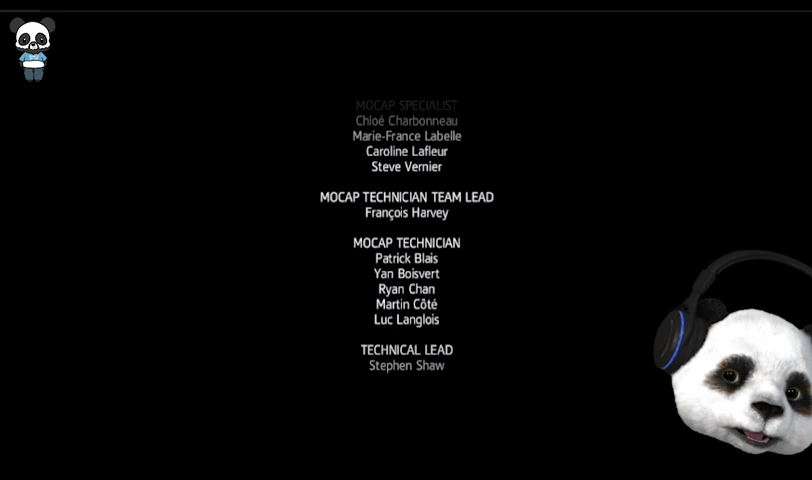 MOCAP SPECIALIST
Chloé Charbonneau
Marie-France Labelle
Caroline Lafleur
Steve Vernier
MOCAP TECHNICIAN TEAM LEAD
François Harvey
MOCAP TECHNICIAN
Patrick Blais
Yan Boisvert
Ryan Chan
Martin Côté
Luc Langlois
TECHNICAL LEAD
Stephen Shaw